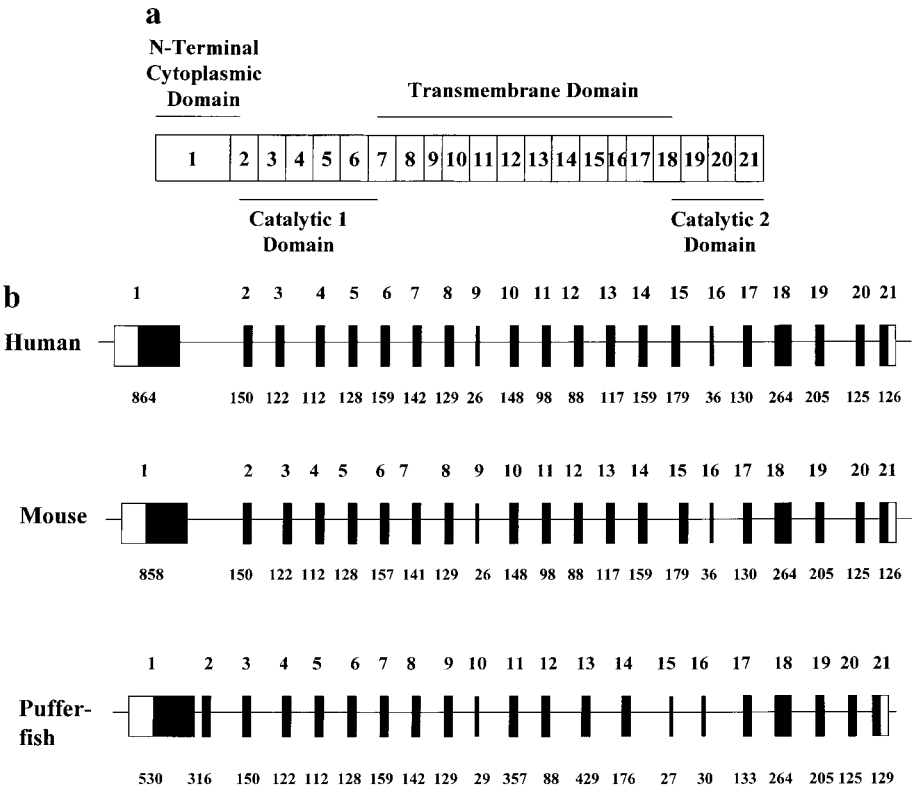 a
N-Terminal
Cytoplasmic
Domain
Transmembrane Domain
1 2 3 4 5 6 7 8 9 10 11 12 13 14 15 16 17 18 19 20 21
Catalytic 1
Domain
Catalytic 2
Domain
b
1 2 3 4 5 6 7 8 9 10 11 12 13 14 15 16 17 18 19 20 21
Human
864 150 122 112 128 159 142 129 26 148 98 88 117 159 179 36 130 264 205 125 126
1 2 3 4 5 6 7 8 9 10 11 12 13 14 15 16 17 18 19 20 21
Mouse
858 150 122 112 128 157 141 129 26 148 98 88 117 159 179 36 130 264 205 125 126
1 2 3 4 5 6 7 8 9 10 11 12 13 14 15 16 17 18 19 20 21
Puffer-
fish
530 316 150 122 112 128 159 142 129 29 357 88 429 176 27 30 133 264 205 125 129